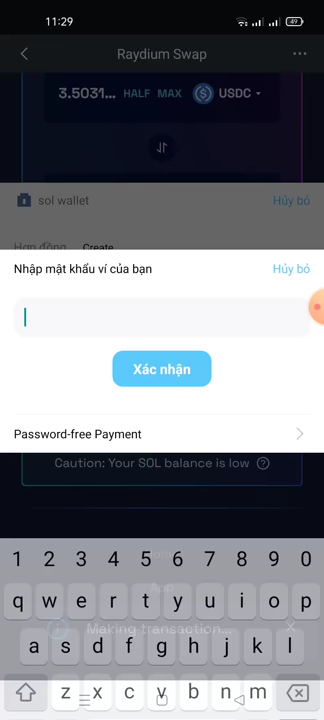 11:29
49
Raydium Swap
3.5031... HALF MAX USDC
sol wallet Hủy bỏ
Hợp đồng Create
Nhập mật khẩu ví của bạn Hủy bỏ
Xác nhận
Password-free Payment
Caution: Your SOL balance is low
1 2 3 4 5 6 7 8 9 0
q w e r t y u i o p
Making transaction...
a s d f g h j k l
z x c v b n m